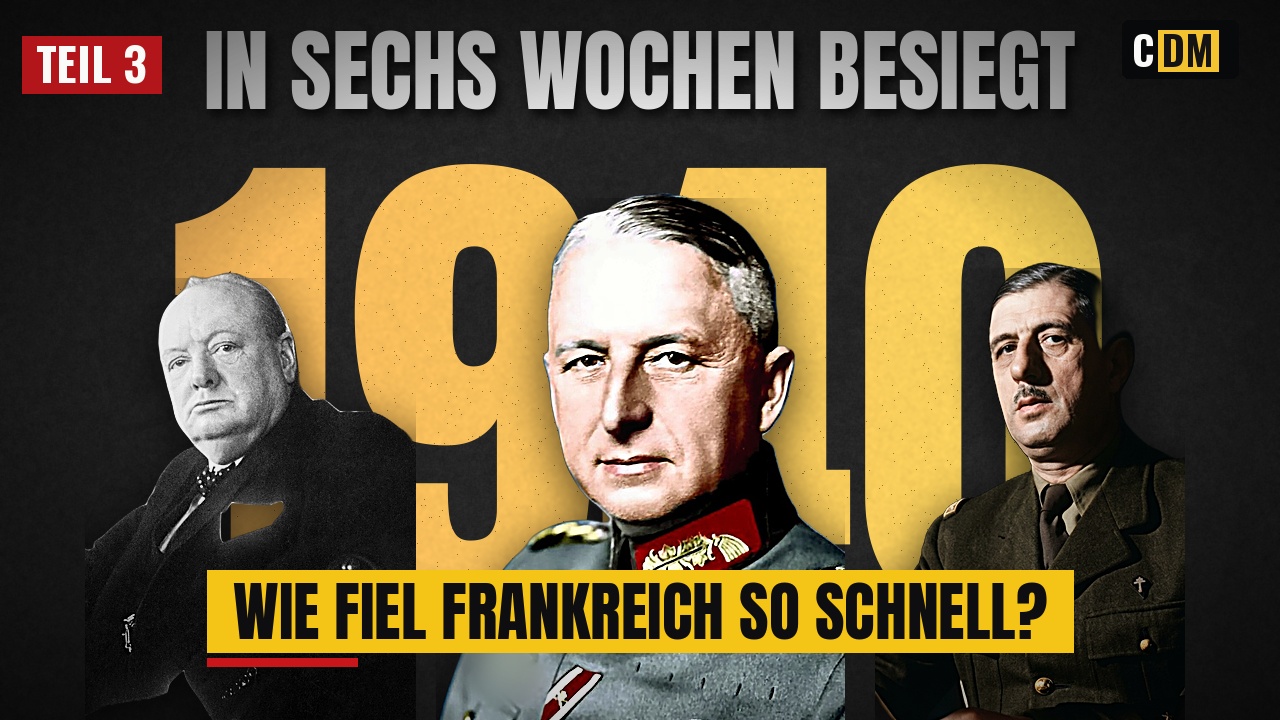 TEIL 3
IN SECHS WOCHEN BESIEGT
CDM
1940
WIE FIEL FRANKREICH SO SCHNELL?